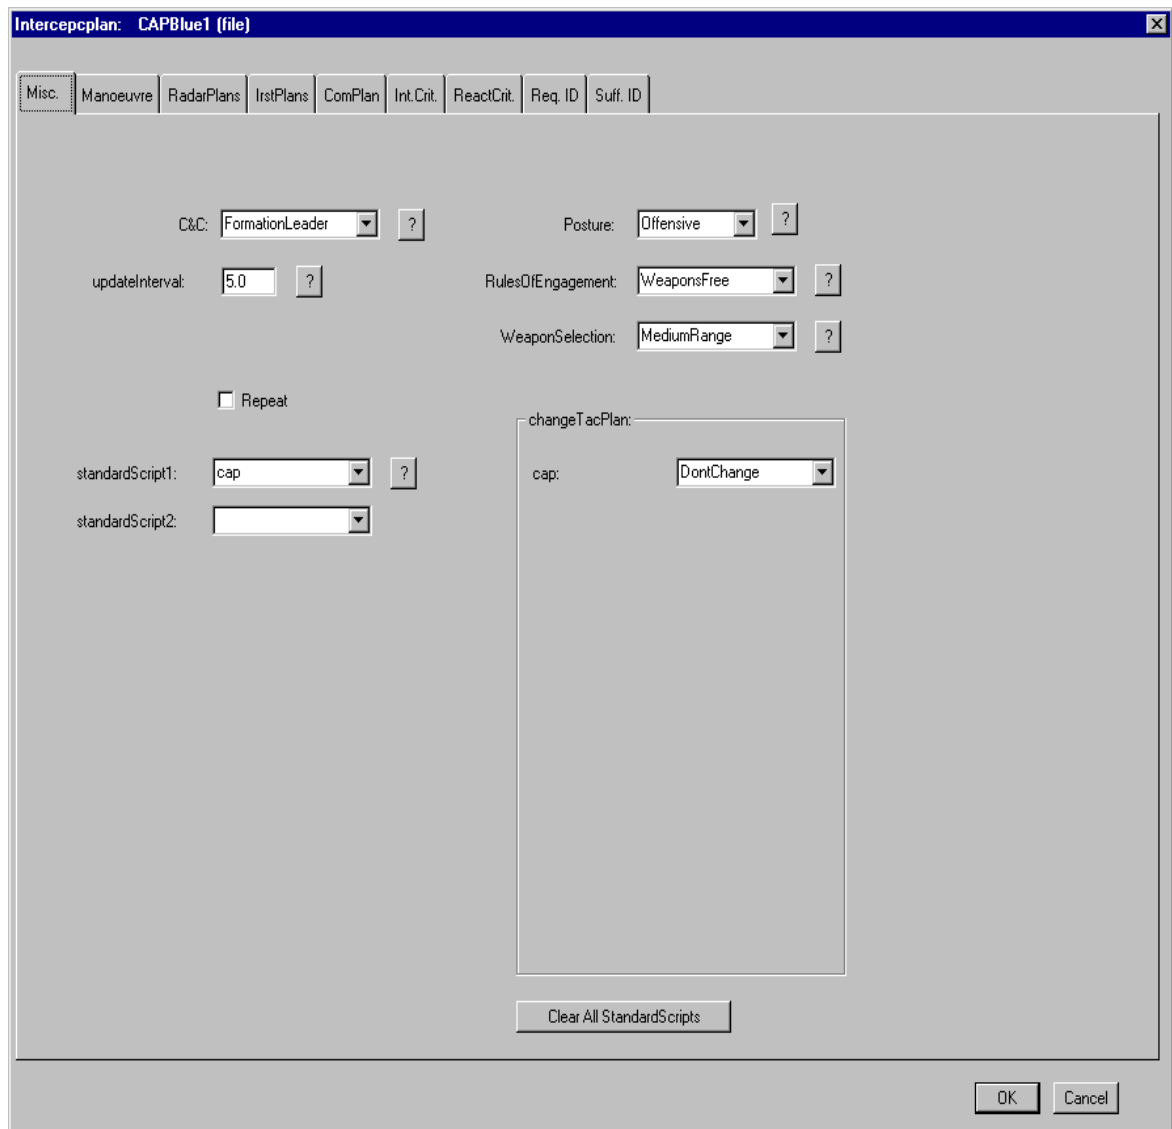 Intercepcplan: CAPBlue1 (file)
Misc. Manoeuvre RadarPlans IrstPlans ComPlan Int.Crit. ReactCrit. Req. ID Suff. ID
C&C: FormationLeader ? Posture: Offensive ?
updateInterval: 5.0 ? RulesOfEngagement: WeaponsFree ?
WeaponSelection: MediumRange ?
Repeat
changeTacPlan:
standardScript1: cap ? cap: DontChange
standardScript2:
Clear All StandardScripts
OK Cancel